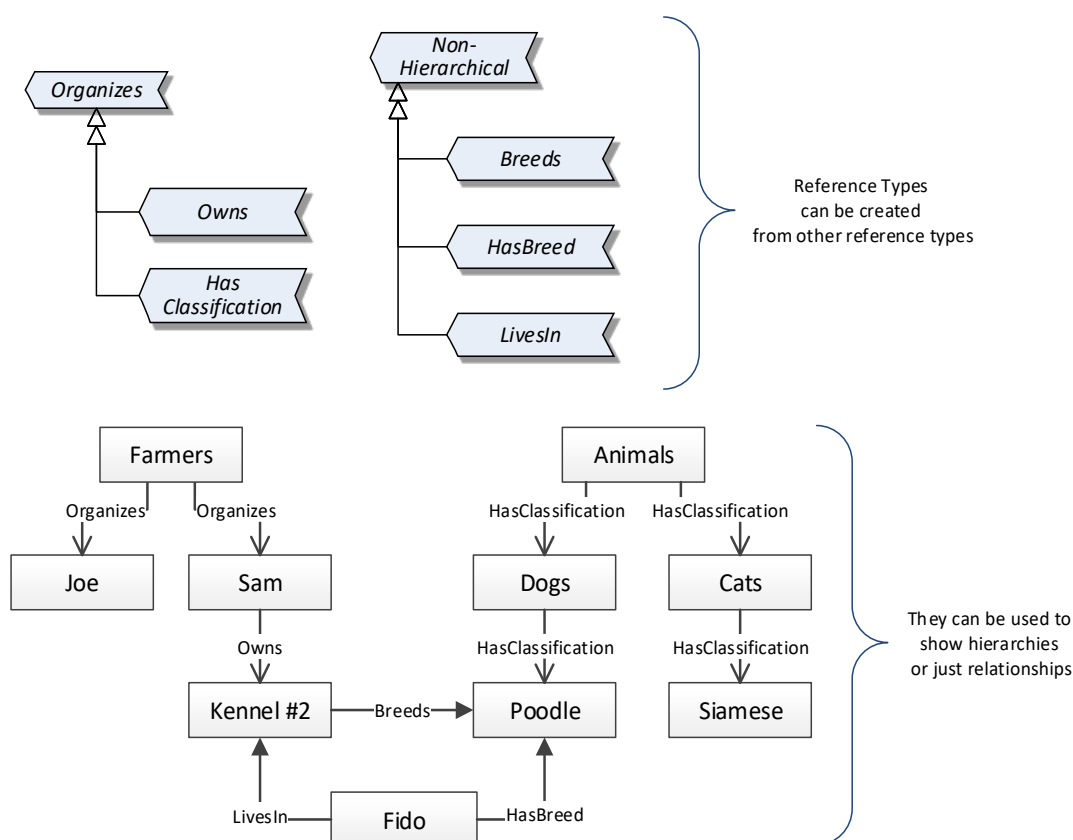 Organizes
Non-
Hierarchical
Owns
Has
Classification
Breeds
HasBreed
LivesIn
Reference Types
can be created
from other reference types
Farmers
Animals
Organizes
Organizes
HasClassification
HasClassification
Joe
Sam
Dogs
Cats
Owns
HasClassification
HasClassification
Kennel #2
Breeds
Poodle
Siamese
LivesIn
Fido
HasBreed
They can be used to
show hierarchies
or just relationships